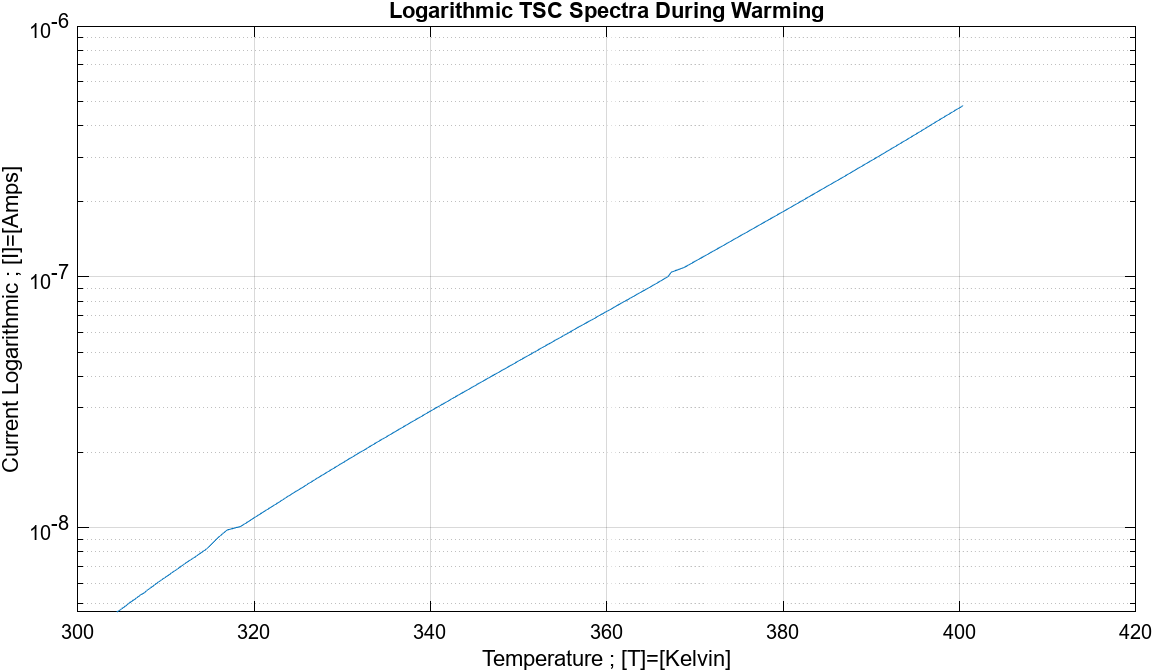 Logarithmic TSC Spectra During Warming
10-6
10-7
10-8
Current Logarithmic ; [I]=[Amps]
300 320 340 360 380 400 420
Temperature ; [T]=[Kelvin]